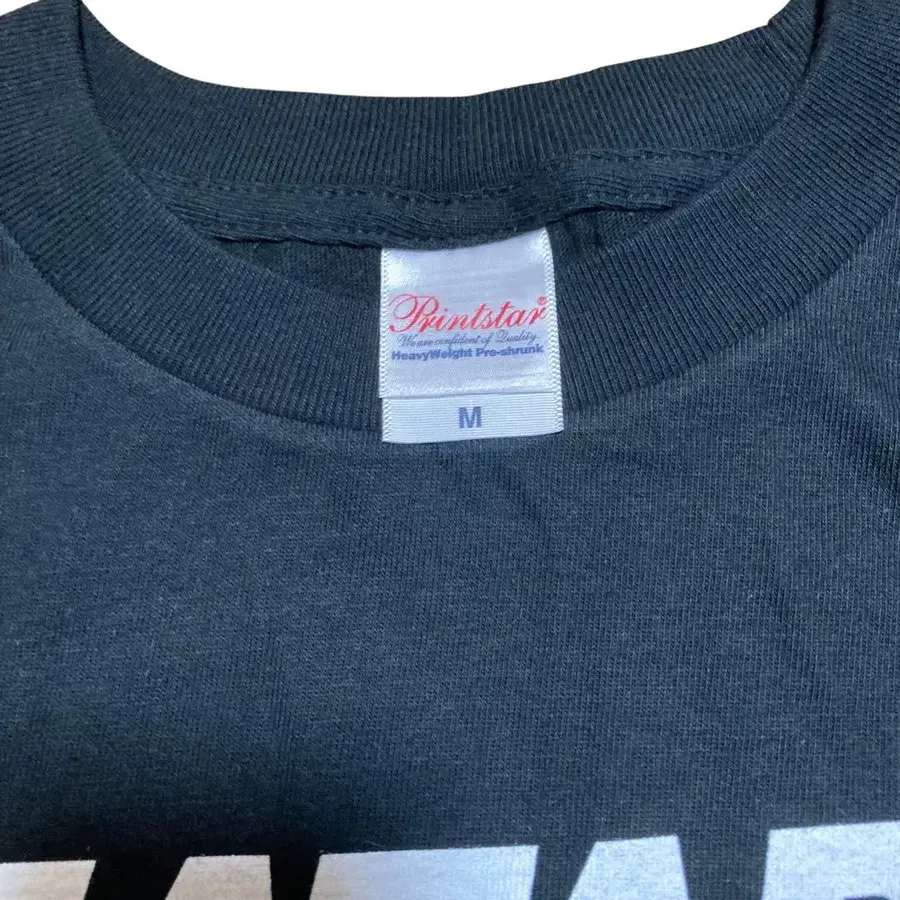 Printstar®
We are confident of Quality
HeavyWeight Pre-shrunk
M